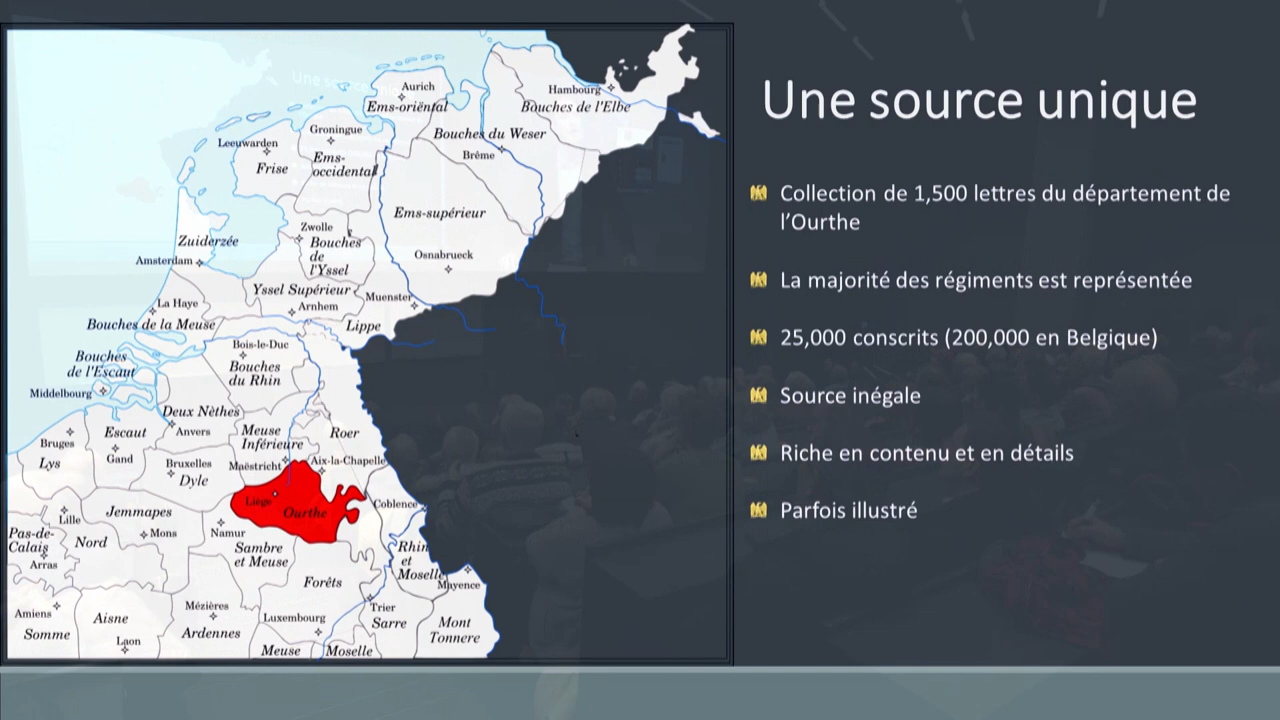 Une source unique
Collection de 1,500 lettres du département de
l'Ourthe
La majorité des régiments est représentée
25,000 conscrits (200,000 en Belgique)
Source inégale
Riche en contenu et en détails
Parfois illustré
Aurich
Ems-oriëntal
Hambourg
Bouches de l'Elbe
Groningue
Bouches du Weser
Leeuwarden
Brême
Frise
Ems-
occidental
Ems-supérieur
Zwolle
Zuiderzée
Bouches
de
l'Yssel
Amsterdam
Osnabrueck
Yssel Supérieur
Muenster
La Haye
Arnhem
Bouches de la Meuse
Lippe
Bois-le-Duc
Bouches
de l'Escaut
Bouches
du Rhin
Middelbourg
Deux Nèthes
Escaut
Anvers
Meuse
Inférieure
Roer
Bruges
Gand
Lys
Bruxelles
Dyle
Maëstricht
Aix-la-Chapelle
Liège
Ourthe
Coblence
Jemmapes
Lille
Nord
Mons
Namur
Pas-de-
Calais
Arras
Sambre
et Meuse
Rhin
et
Moselle
Forêts
Mayence
Amiens
Aisne
Mézières
Luxembourg
Trier
Sarre
Mont
Tonnere
Somme
Laon
Ardennes
Meuse
Moselle